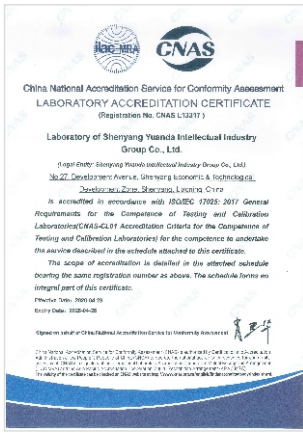 ilac-MRA
CNAS
China National Accreditation Service for Conformity Assessment
LABORATORY ACCREDITATION CERTIFICATE
(Registration No. CNAS L13217)
Laboratory of Shenyang Yuanda Intellectual Industry
Group Co., Ltd.
(Legal Entity: Shenyang Yuanda Intellectual Industry Group Co., Ltd.)
No.27, Development Avenue, Shenyang Economic & Technological
Development Zone, Shenyang, Liaoning, China
is accredited in accordance with ISO/IEC 17025: 2017 General
Requirements for the Competence of Testing and Calibration
Laboratories(CNAS-CL01 Accreditation Criteria for the Competence of
Testing and Calibration Laboratories) for the competence to undertake
the service described in the schedule attached to this certificate.
The scope of accreditation is detailed in the attached schedule
bearing the same registration number as above. The schedule forms an
integral part of this certificate.
Effective Date:
Expiry Date:
Signed on behalf of China National Accreditation Service for Conformity Assessment